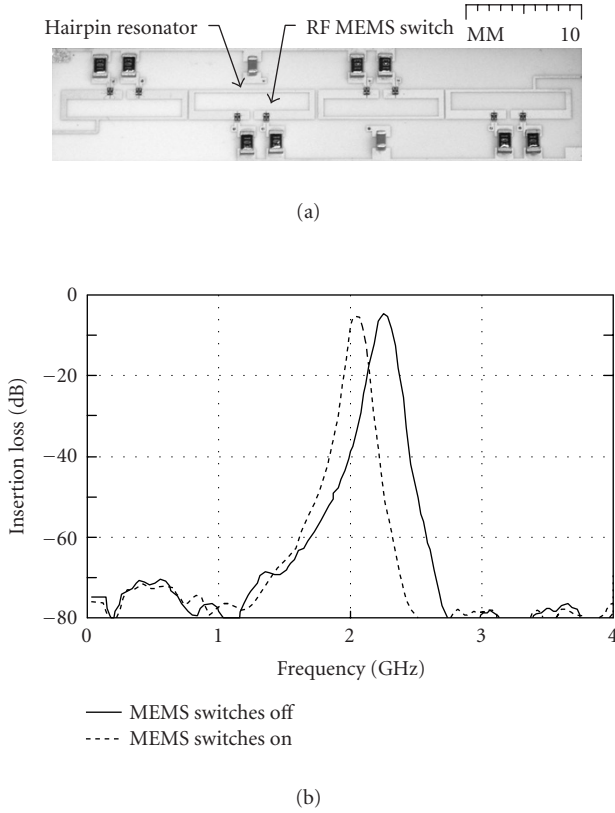 Hairpin resonator
RF MEMS switch
MM 10
(a)
0
−20
−40
−60
−80
Insertion loss (dB)
0 1 2 3 4
Frequency (GHz)
MEMS switches off
MEMS switches on
(b)